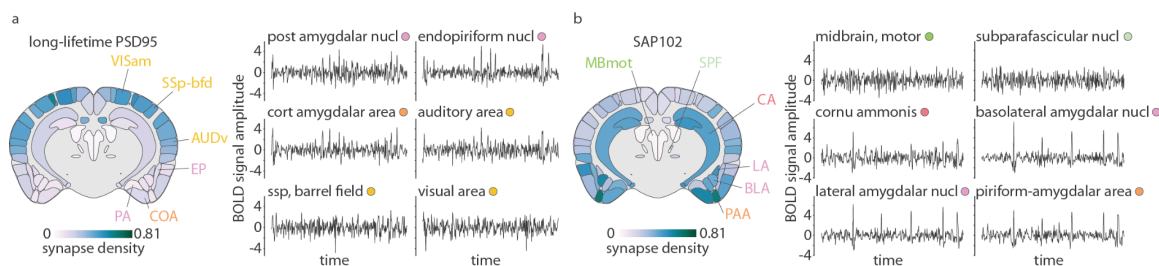 a
long-lifetime PSD95
VISam
SSp-bfd
AUDv
EP
PA
COA
0 0.81
synapse density
BOLD signal amplitude
post amygdalar nucl
endopiriform nucl
4
0
-4
cort amygdalar area
auditory area
4
0
-4
ssp, barrel field
visual area
4
0
-4
time
time
b
SAP102
MBmot
SPF
CA
LA
BLA
PAA
0 0.81
synapse density
BOLD signal amplitude
midbrain, motor
subparafascicular nucl
4
0
-4
cornu ammonis
basolateral amygdalar nucl
4
0
-4
lateral amygdalar nucl
piriform-amygdalar area
4
0
-4
time
time